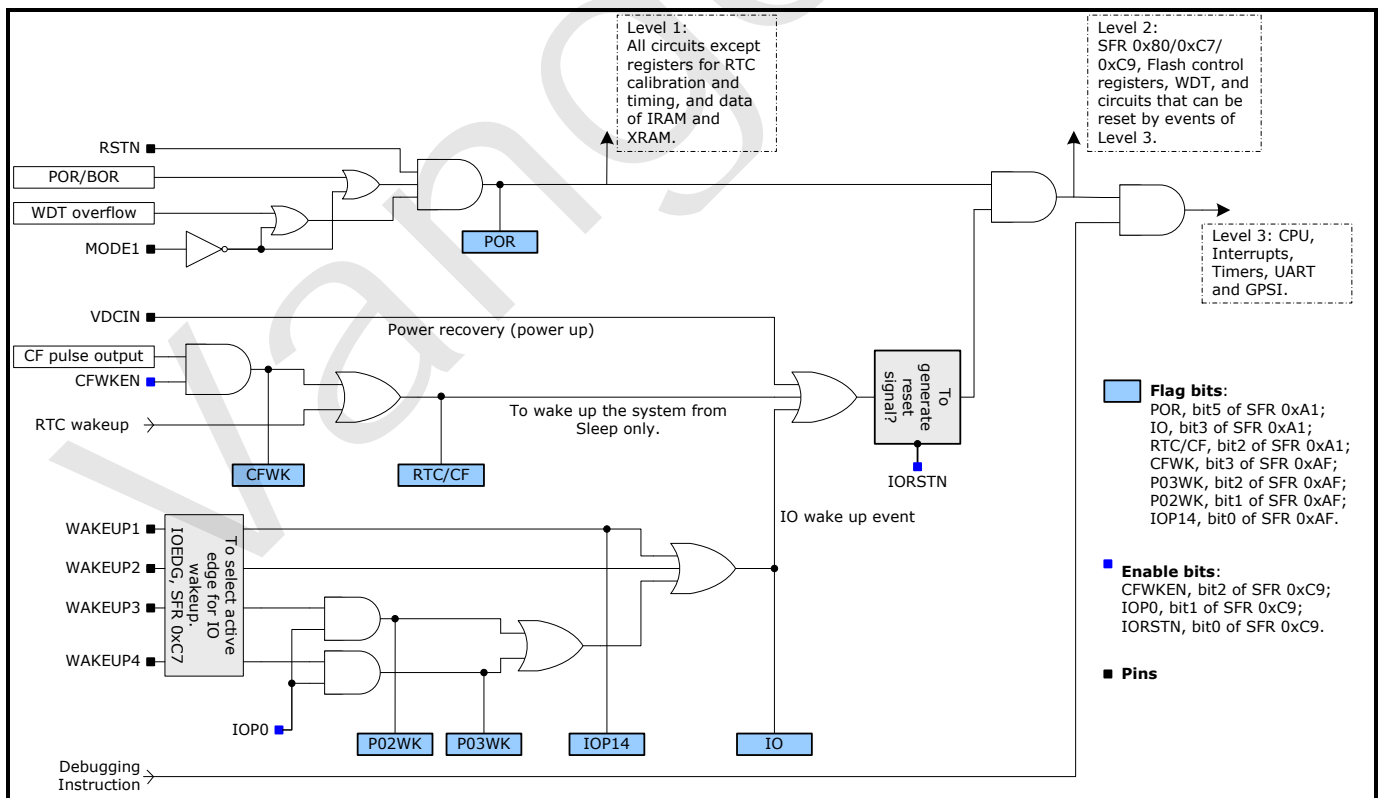 Level 1:
All circuits except
registers for RTC
calibration and
timing, and data
of IRAM and
XRAM.
Level 2:
SFR 0x80/0xC7/
0xC9, Flash control
registers, WDT, and
circuits that can be
reset by events of
Level 3.
RSTN
POR/BOR
WDT overflow
MODE1
POR
Level 3: CPU,
Interrupts,
Timers, UART
and GPSI.
VDCIN
Power recovery (power up)
CF pulse output
CFWKEN
RTC wakeup
To wake up the system from
Sleep only.
To
generate
reset
signal?
CFWK
RTC/CF
IORSTN
Flag bits:
POR, bit5 of SFR 0xA1;
IO, bit3 of SFR 0xA1;
RTC/CF, bit2 of SFR 0xA1;
CFWK, bit3 of SFR 0xAF;
P03WK, bit2 of SFR 0xAF;
P02WK, bit1 of SFR 0xAF;
IOP14, bit0 of SFR 0xAF.
IO wake up event
WAKEUP1
WAKEUP2
WAKEUP3
WAKEUP4
To select active
edge for IO
wakeup.
IOEDG, SFR 0xC7
Enable bits:
CFWKEN, bit2 of SFR 0xC9;
IOP0, bit1 of SFR 0xC9;
IORSTN, bit0 of SFR 0xC9.
Pins
IOP0
P02WK
P03WK
IOP14
IO
Debugging
Instruction
Vang